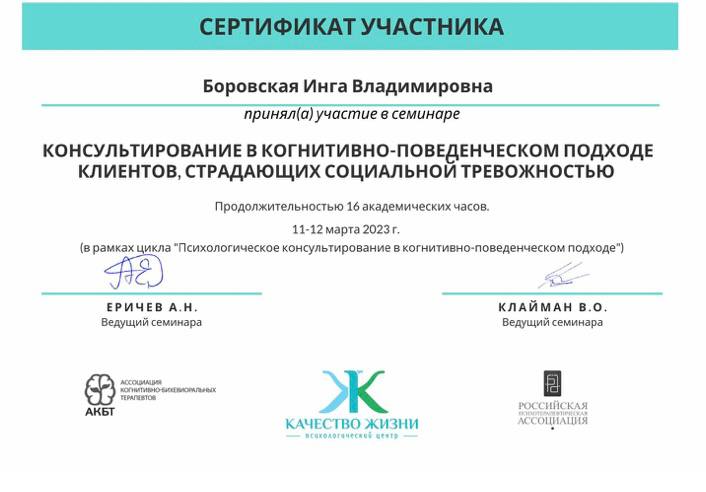 СЕРТИФИКАТ УЧАСТНИКА
Боровская Инга Владимировна
принял(а) участие в семинаре
КОНСУЛЬТИРОВАНИЕ В КОГНИТИВНО-ПОВЕДЕНЧЕСКОМ ПОДХОДЕ
КЛИЕНТОВ, СТРАДАЮЩИХ СОЦИАЛЬНОЙ ТРЕВОЖНОСТЬЮ
Продолжительностью 16 академических часов.
11-12 марта 2023 г.
(в рамках цикла "Психологическое консультирование в когнитивно-поведенческом подходе")
ЕРИЧЕВ А.Н.
Ведущий семинара
КЛАЙМАН В.О.
Ведущий семинара
АКБТ
АССОЦИАЦИЯ
КОГНИТИВНО-БИХЕВИОРАЛЬНЫХ
ТЕРАПЕВТОВ
КАЧЕСТВО ЖИЗНИ
психологический центр
РОССИЙСКАЯ
ПСИХОТЕРАПЕВТИЧЕСКАЯ
АССОЦИАЦИЯ